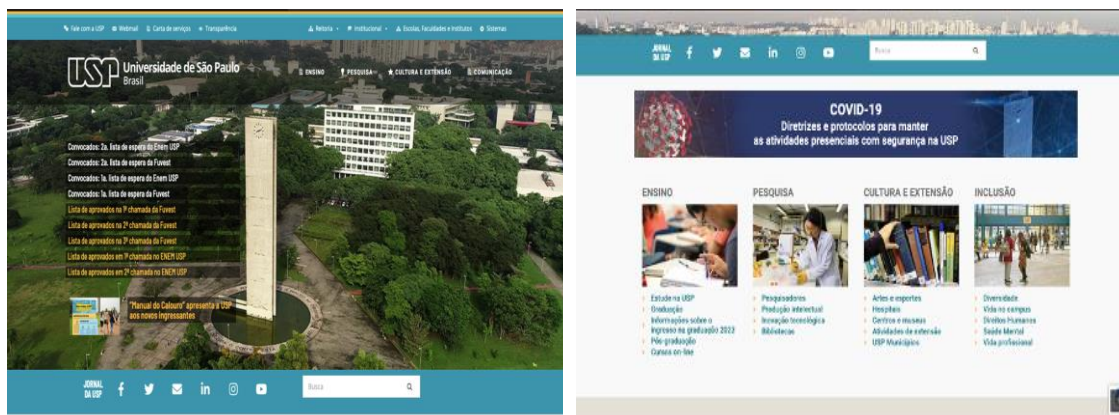 Fale com a USP Webmail Carta de serviços Transparência Reitoria Institucional Escolas, Faculdades e Institutos Sistemas
USP Universidade de São Paulo
Brasil
ENSINO PESQUISA CULTURA E EXTENSÃO COMUNICAÇÃO
Convocados: 2a. lista de espera do Enem USP
Convocados: 2a. lista de espera da Fuvest
Convocados: 1a. lista de espera do Enem USP
Convocados: 1a. lista de espera da Fuvest
Lista de aprovados na 1ª chamada da Fuvest
Lista de aprovados na 2ª chamada da Fuvest
Lista de aprovados na 3ª chamada da Fuvest
Lista de aprovados em 1ª chamada no ENEM USP
Lista de aprovados em 2ª chamada no ENEM USP
"Manual do Calouro" apresenta a USP
aos novos ingressantes
JORNAL
DA USP
Busca
JORNAL
DA USP
Busca
COVID-19
Diretrizes e protocolos para manter
as atividades presenciais com segurança na USP
ENSINO
Estude na USP
Graduação
Informações sobre o
ingresso na graduação 2022
Pós-graduação
Cursos on-line
PESQUISA
Pesquisadores
Produção intelectual
Inovação tecnológica
Bibliotecas
CULTURA E EXTENSÃO
Artes e esportes
Hospitais
Centros e museus
Atividades de extensão
USP Municípios
INCLUSÃO
Diversidade
Vida no campus
Direitos Humanos
Saúde Mental
Vida profissional